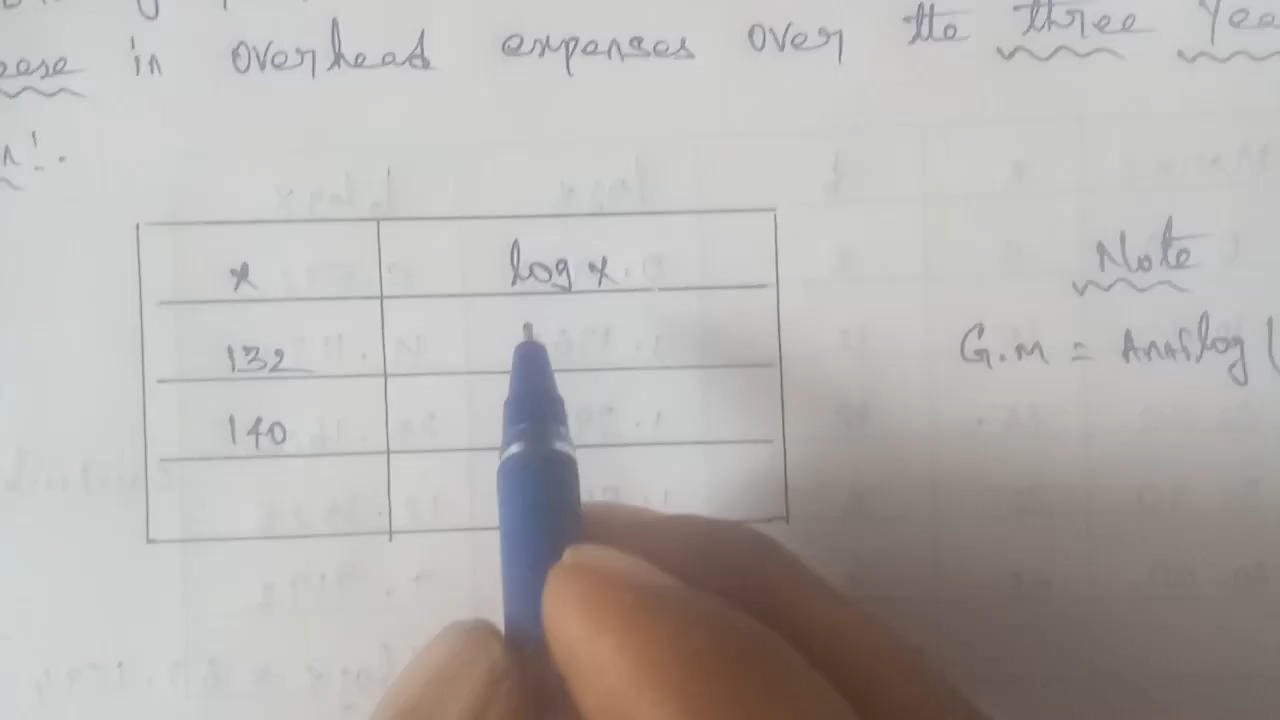 in overhead expenses over the three
x log x
132
140
Note
G.M = Antilog (